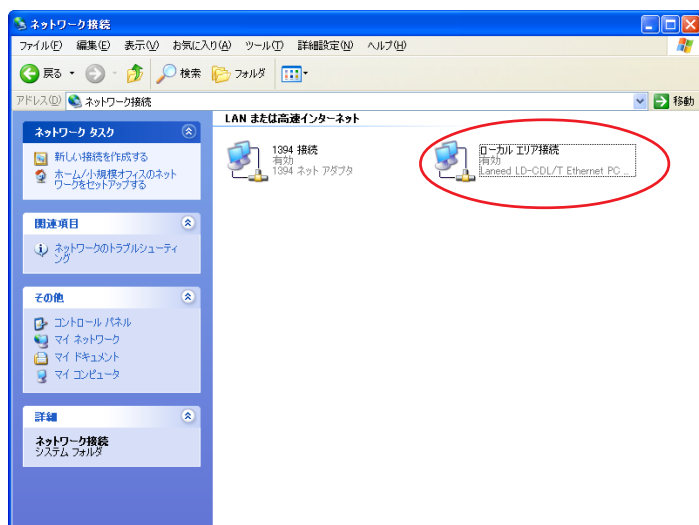 ネットワーク接続
ファイル(F) 編集(E) 表示(V) お気に入り(A) ツール(T) 詳細設定(N) ヘルプ(H)
戻る 検索 フォルダ
アドレス(D) ネットワーク接続 移動
ネットワーク タスク
新しい接続を作成する
ホーム/小規模オフィスのネット
ワークをセットアップする
関連項目
ネットワークのトラブルシューティ
ング
その他
コントロール パネル
マイ ネットワーク
マイ ドキュメント
マイ コンピュータ
詳細
ネットワーク接続
システム フォルダ
LAN または高速インターネット
1394 接続
有効
1394 ネット アダプタ
ローカル エリア接続
有効
Laneed LD-CDL/T Ethernet PC ...